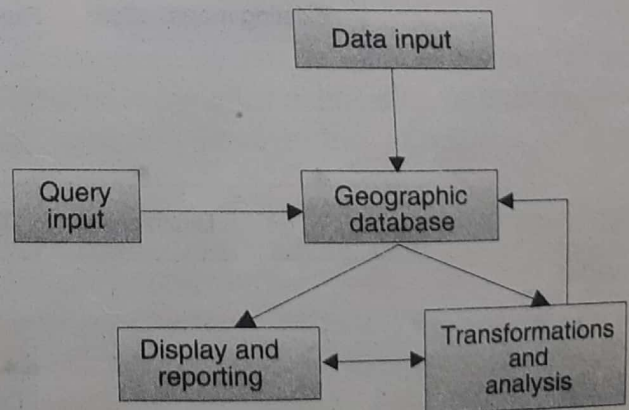 Data input
Query
input
Geographic
database
Display and
reporting
Transformations
and
analysis